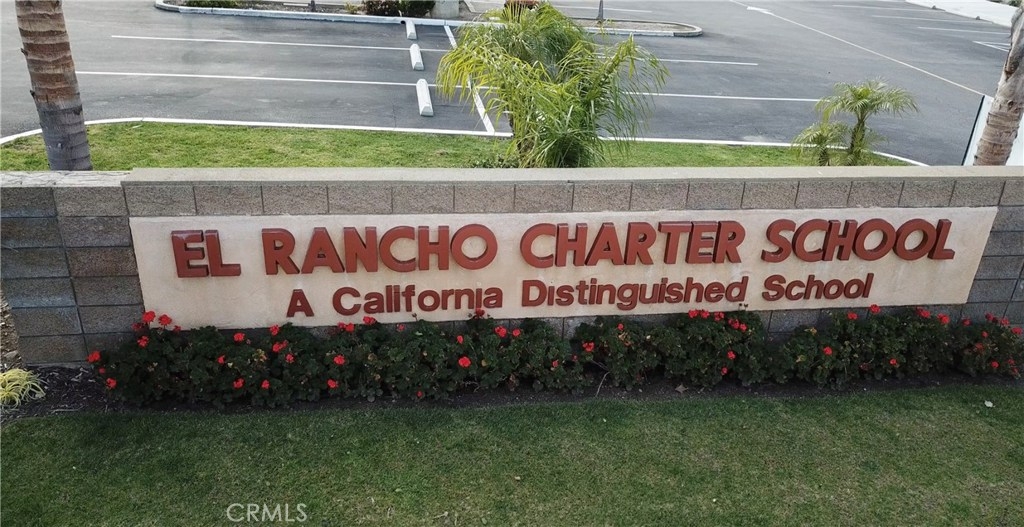 EL RANCHO CHARTER SCHOOL
A California Distinguished School
CRMLS